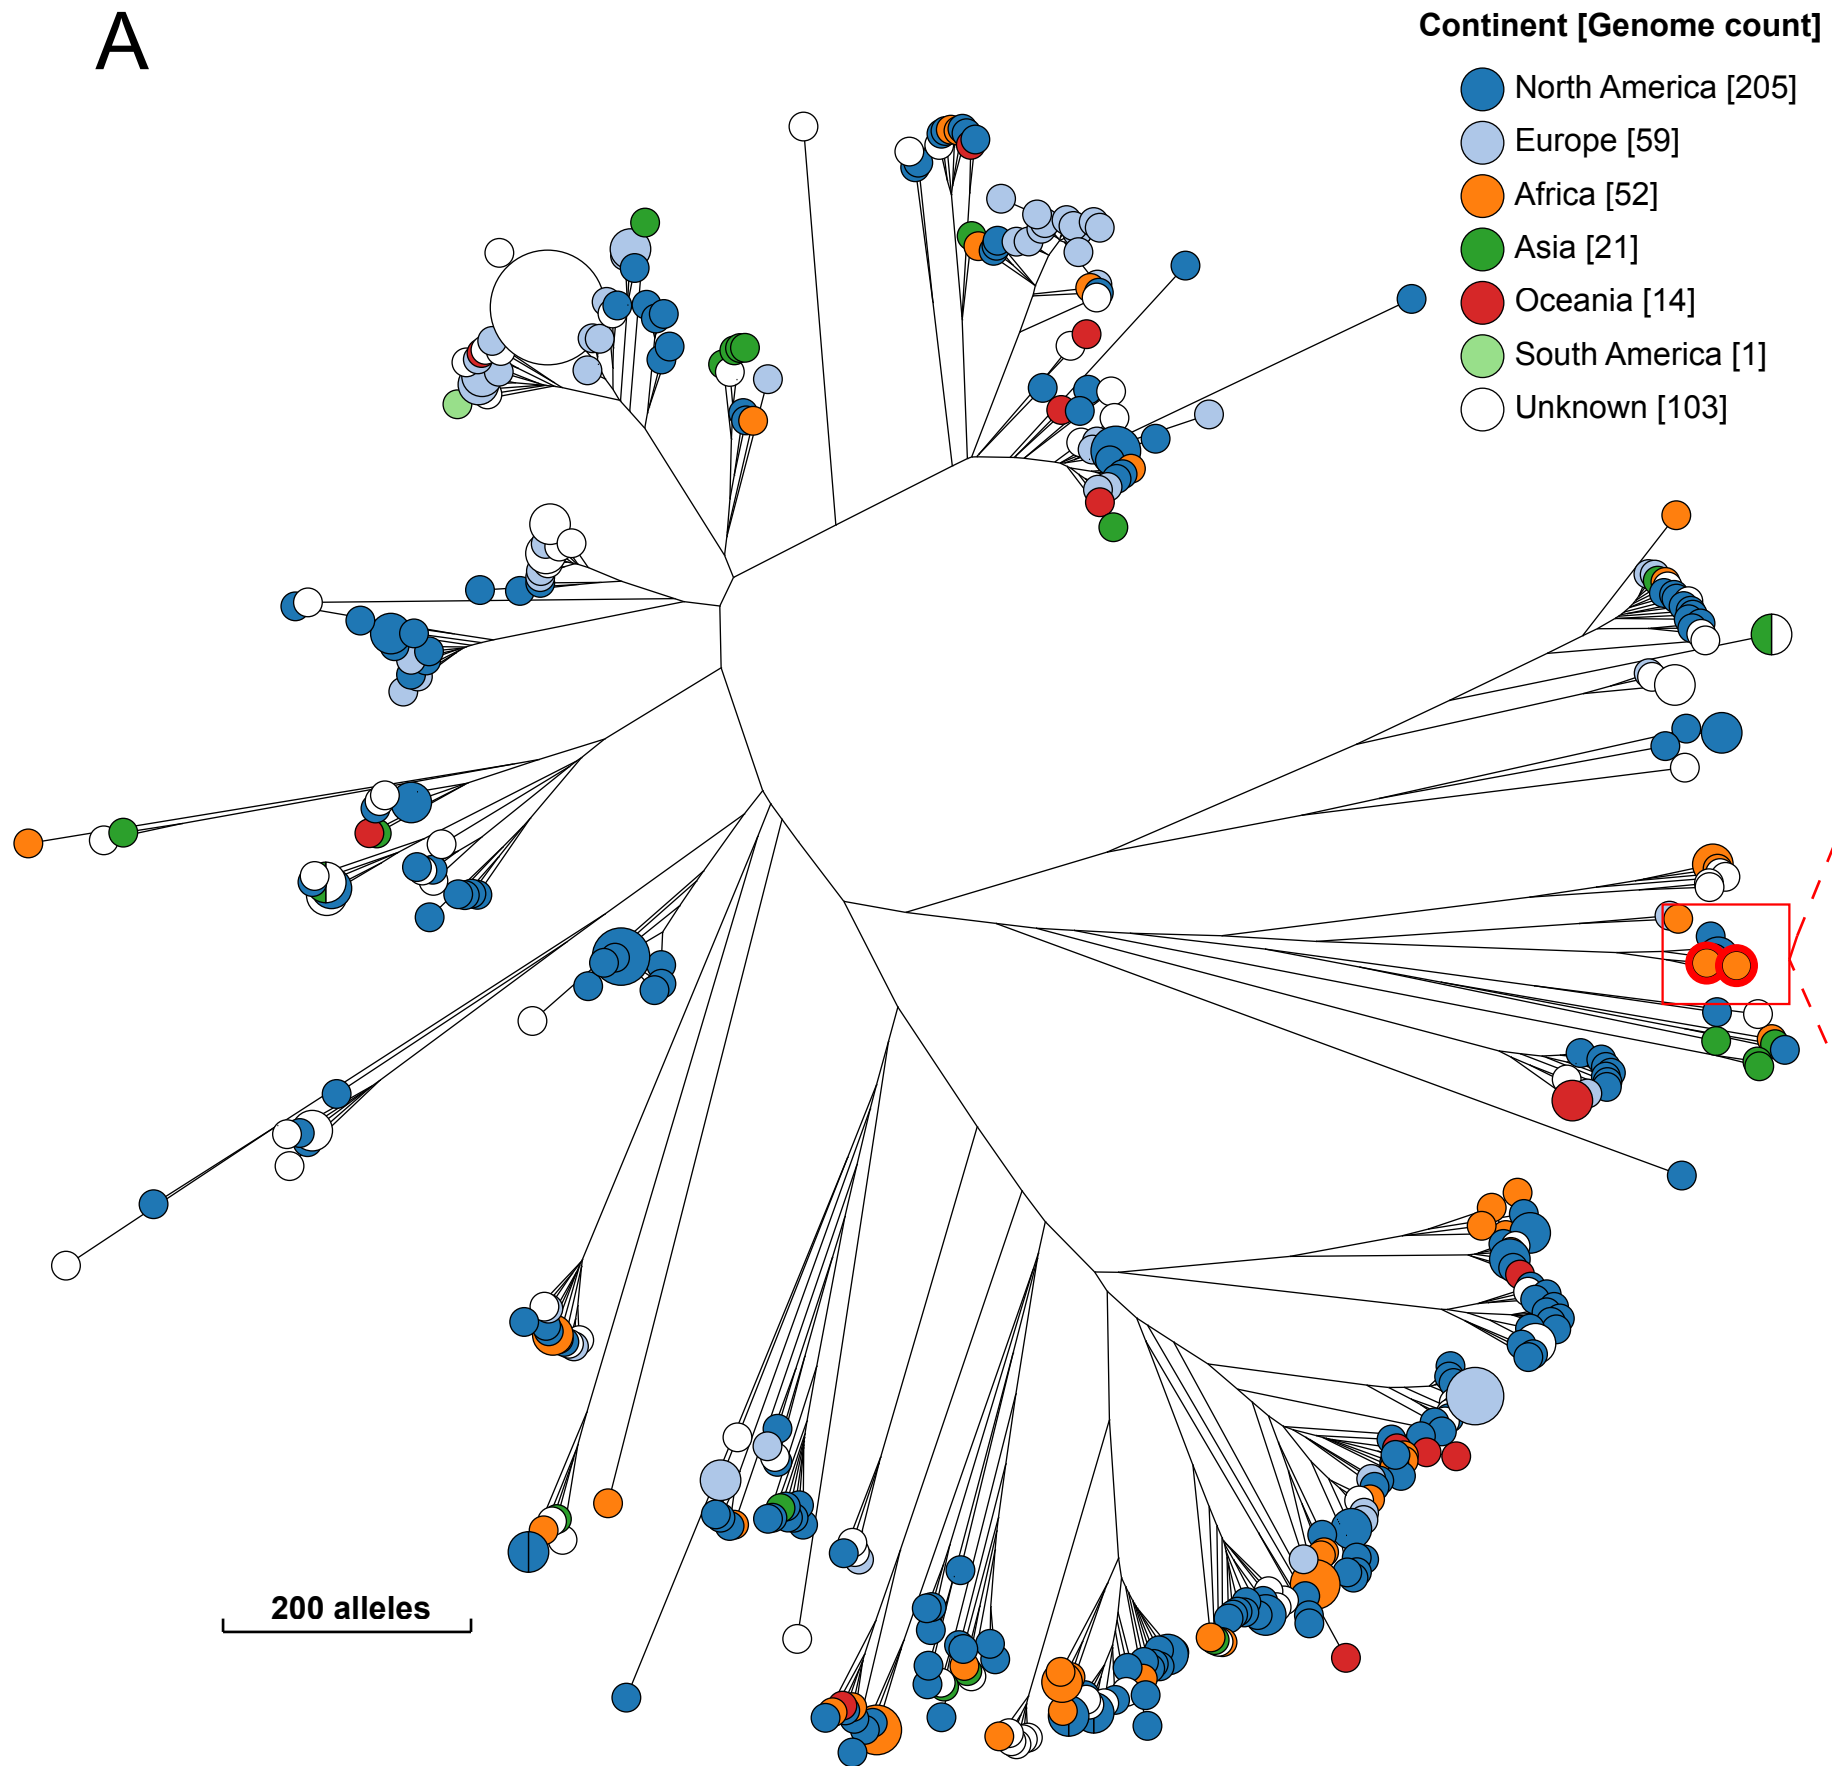 A
Continent [Genome count]
North America [205]
Europe [59]
Africa [52]
Asia [21]
Oceania [14]
South America [1]
Unknown [103]
200 alleles